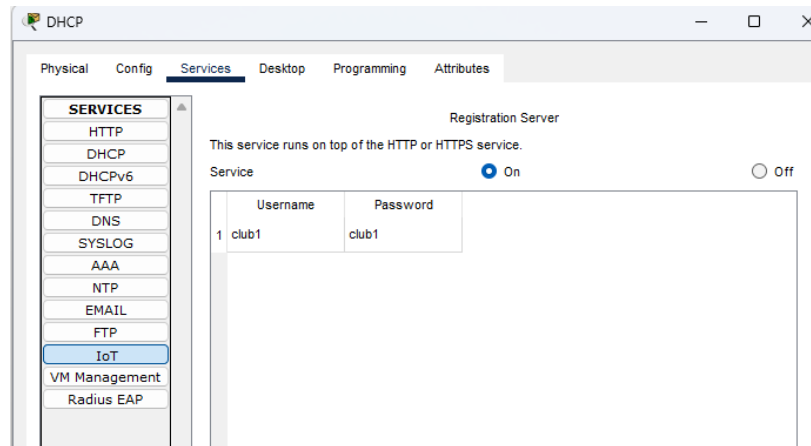 DHCP
Physical Config Services Desktop Programming Attributes
SERVICES
HTTP
DHCP
DHCPv6
TFTP
DNS
SYSLOG
AAA
NTP
EMAIL
FTP
IoT
VM Management
Radius EAP
Registration Server
This service runs on top of the HTTP or HTTPS service.
Service On Off
Username Password
1 club1 club1